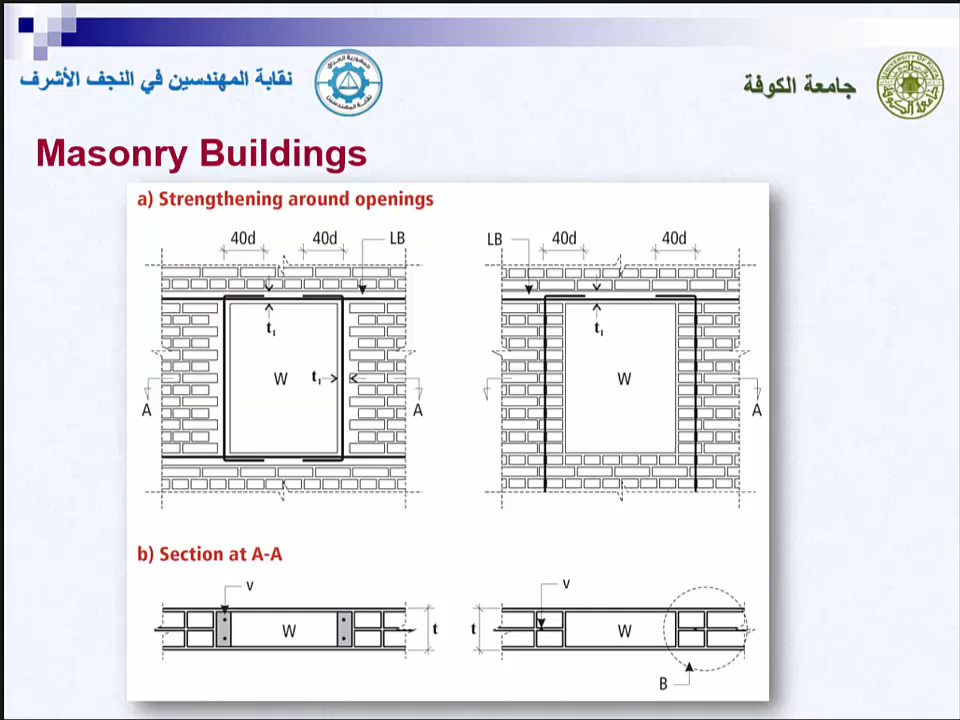 نقابة المهندسين في النجف الأشرف
جامعة الكوفة
Masonry Buildings
a) Strengthening around openings
40d 40d LB
LB 40d 40d
t₁
t₁
W
t₁
W
A A
A
b) Section at A-A
v
v
W
t
t
W
B